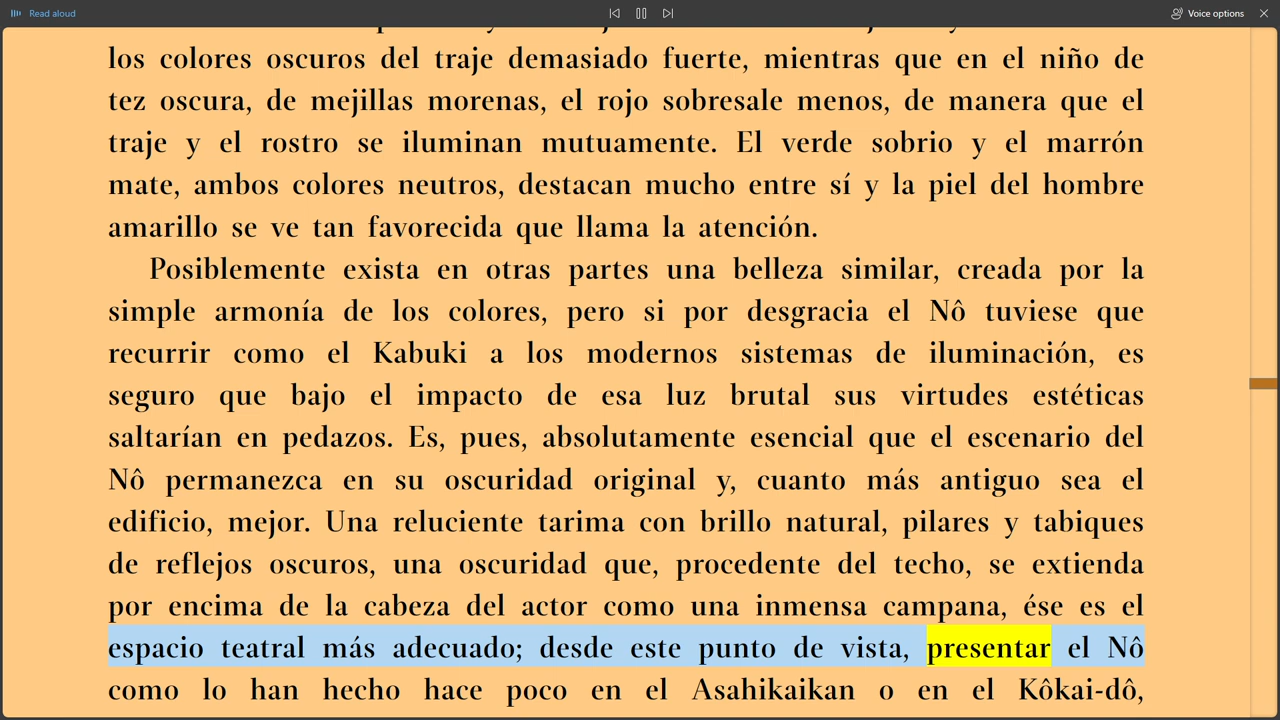 Read aloud
Voice options
los colores oscuros del traje demasiado fuerte, mientras que en el niño de
tez oscura, de mejillas morenas, el rojo sobresale menos, de manera que el
traje y el rostro se iluminan mutuamente. El verde sobrio y el marrón
mate, ambos colores neutros, destacan mucho entre sí y la piel del hombre
amarillo se ve tan favorecida que llama la atención.
Posiblemente exista en otras partes una belleza similar, creada por la
simple armonía de los colores, pero si por desgracia el Nô tuviese que
recurrir como el Kabuki a los modernos sistemas de iluminación, es
seguro que bajo el impacto de esa luz brutal sus virtudes estéticas
saltarían en pedazos. Es, pues, absolutamente esencial que el escenario del
Nô permanezca en su oscuridad original y, cuanto más antiguo sea el
edificio, mejor. Una reluciente tarima con brillo natural, pilares y tabiques
de reflejos oscuros, una oscuridad que, procedente del techo, se extienda
por encima de la cabeza del actor como una inmensa campana, ése es el
espacio teatral más adecuado; desde este punto de vista, presentar el Nô
como lo han hecho hace poco en el Asahikaikan o en el Kôkai-dô,